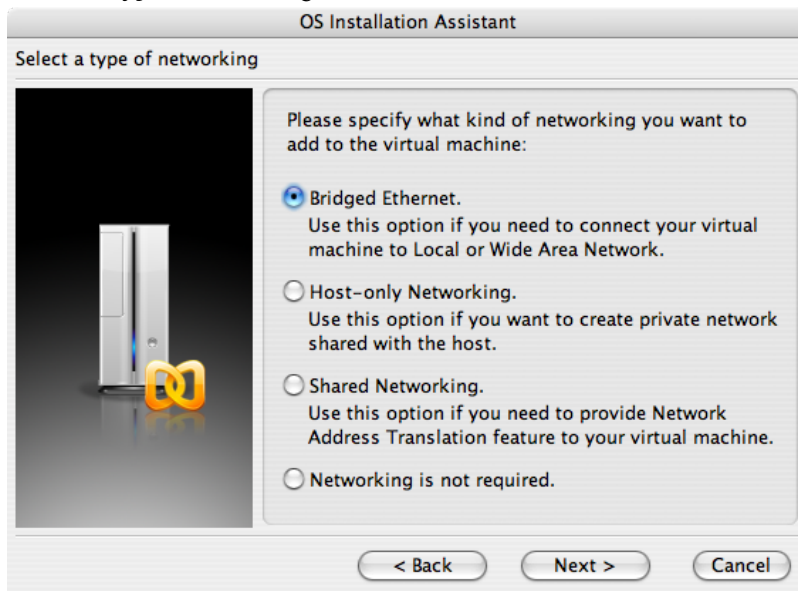 OS Installation Assistant
Select a type of networking
Please specify what kind of networking you want to
add to the virtual machine:
Bridged Ethernet.
Use this option if you need to connect your virtual
machine to Local or Wide Area Network.
Host-only Networking.
Use this option if you want to create private network
shared with the host.
Shared Networking.
Use this option if you need to provide Network
Address Translation feature to your virtual machine.
Networking is not required.
< Back
Next >
Cancel